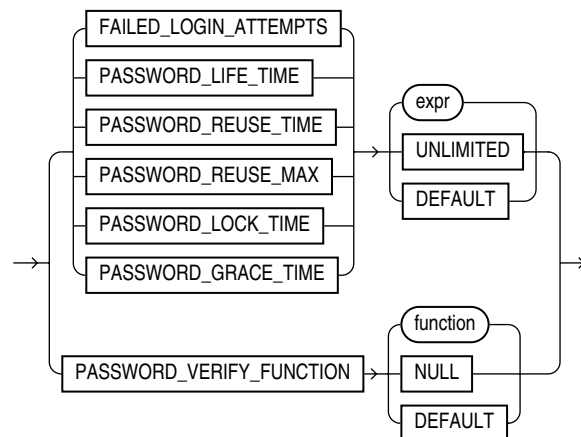 FAILED_LOGIN_ATTEMPTS
PASSWORD_LIFE_TIME
PASSWORD_REUSE_TIME
PASSWORD_REUSE_MAX
PASSWORD_LOCK_TIME
PASSWORD_GRACE_TIME
expr
UNLIMITED
DEFAULT
PASSWORD_VERIFY_FUNCTION
function
NULL
DEFAULT